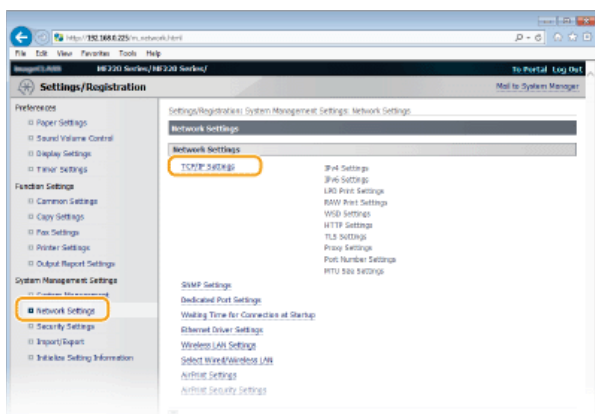 http://192.168.0.225/m_network.html
File Edit View Favorites Tools Help
imageCLASS MF220 Series/MF220 Series/
To Portal Log Out
Settings/Registration
Mail to System Manager
Preferences
Paper Settings
Sound Volume Control
Display Settings
Timer Settings
Function Settings
Common Settings
Copy Settings
Fax Settings
Printer Settings
Output Report Settings
System Management Settings
System Management
Network Settings
Security Settings
Import/Export
Initialize Setting Information
Settings/Registration: System Management Settings: Network Settings
Network Settings
Network Settings
TCP/IP Settings
IPv4 Settings
IPv6 Settings
LPD Print Settings
RAW Print Settings
WSD Settings
HTTP Settings
TLS Settings
Proxy Settings
Port Number Settings
MTU Size Settings
SNMP Settings
Dedicated Port Settings
Waiting Time for Connection at Startup
Ethernet Driver Settings
Wireless LAN Settings
Select Wired/Wireless LAN
AirPrint Settings
AirPrint Security Settings